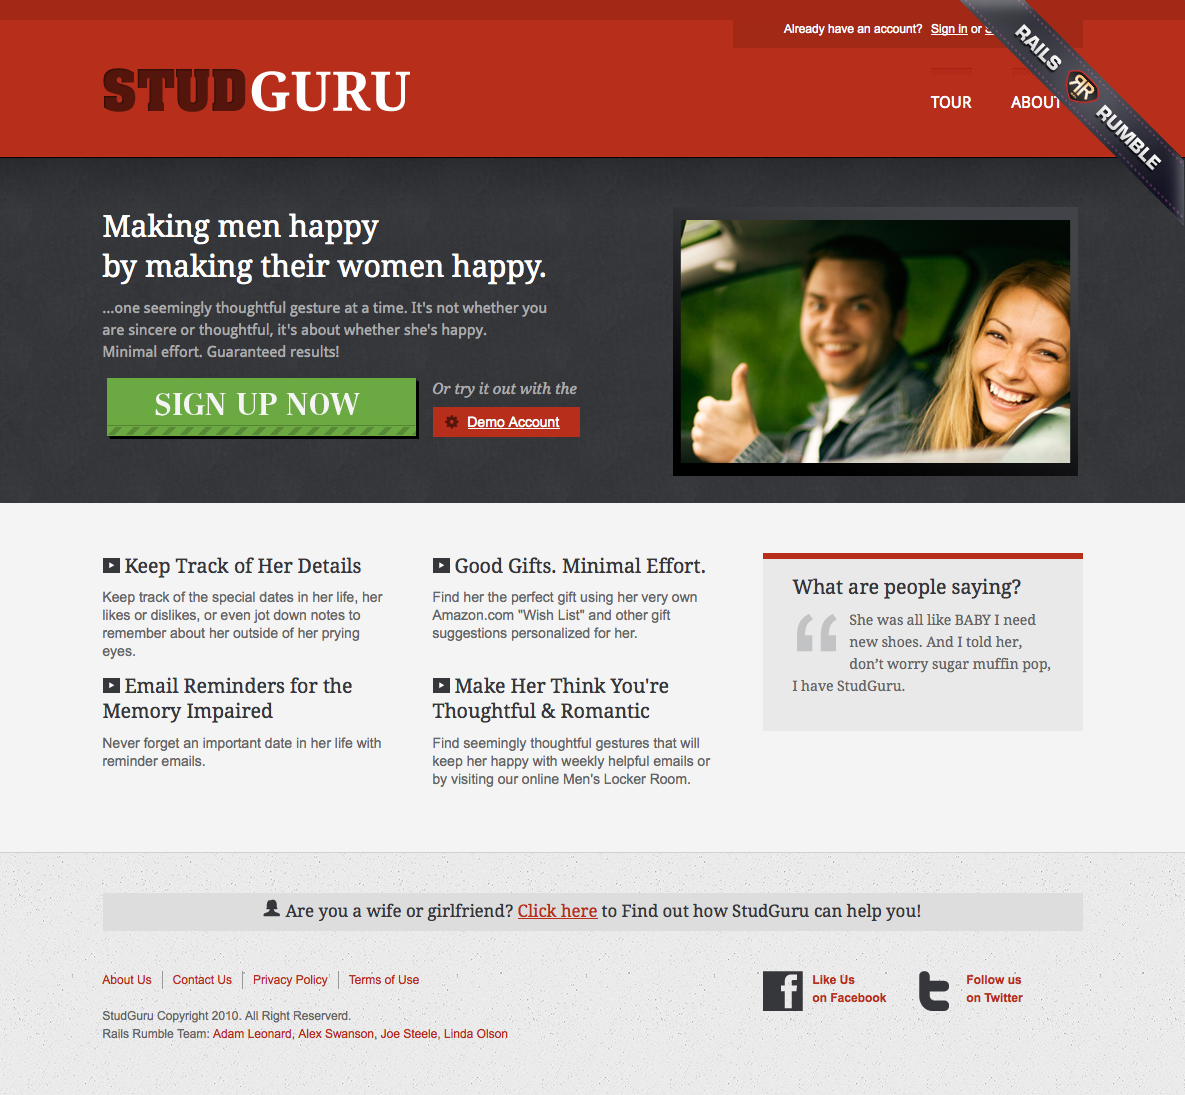 Already have an account? Sign in or
RAILS RUMBLE
STUDGURU
TOUR
ABOUT
Making men happy
by making their women happy.
...one seemingly thoughtful gesture at a time. It's not whether you
are sincere or thoughtful, it's about whether she's happy.
Minimal effort. Guaranteed results!
SIGN UP NOW
Or try it out with the
Demo Account
Keep Track of Her Details
Keep track of the special dates in her life, her
likes or dislikes, or even jot down notes to
remember about her outside of her prying
eyes.
Good Gifts. Minimal Effort.
Find her the perfect gift using her very own
Amazon.com "Wish List" and other gift
suggestions personalized for her.
Email Reminders for the
Memory Impaired
Never forget an important date in her life with
reminder emails.
Make Her Think You're
Thoughtful & Romantic
Find seemingly thoughtful gestures that will
keep her happy with weekly helpful emails or
by visiting our online Men's Locker Room.
What are people saying?
“ She was all like BABY I need
new shoes. And I told her,
don’t worry sugar muffin pop,
I have StudGuru.
Are you a wife or girlfriend? Click here to Find out how StudGuru can help you!
About Us
Contact Us
Privacy Policy
Terms of Use
StudGuru Copyright 2010. All Right Reserverd.
Rails Rumble Team: Adam Leonard, Alex Swanson, Joe Steele, Linda Olson
Like Us
on Facebook
Follow us
on Twitter